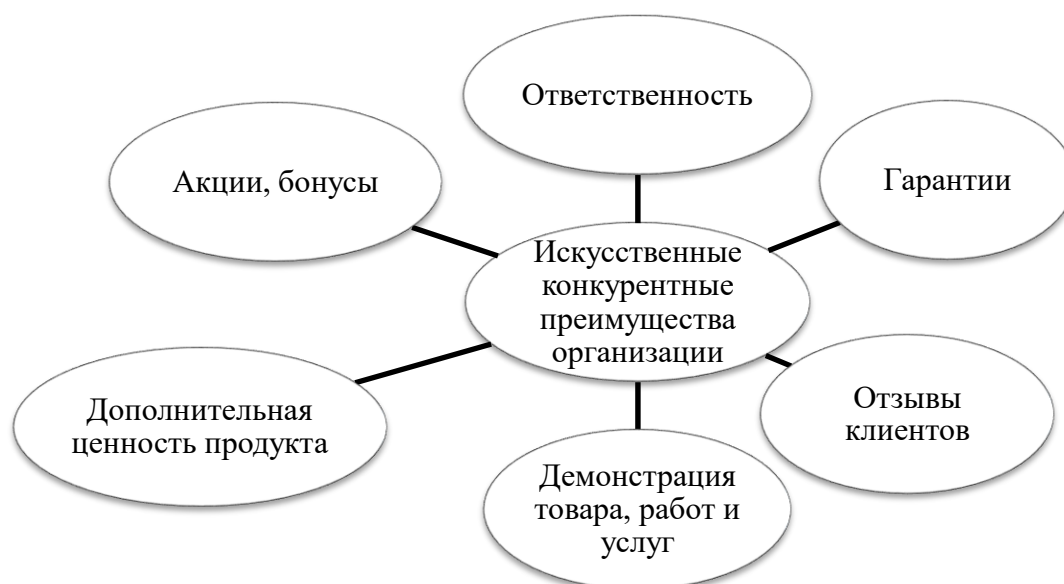 Ответственность
Акции, бонусы
Гарантии
Искусственные
конкурентные
преимущества
организации
Дополнительная
ценность продукта
Отзывы
клиентов
Демонстрация
товара, работ и
услуг